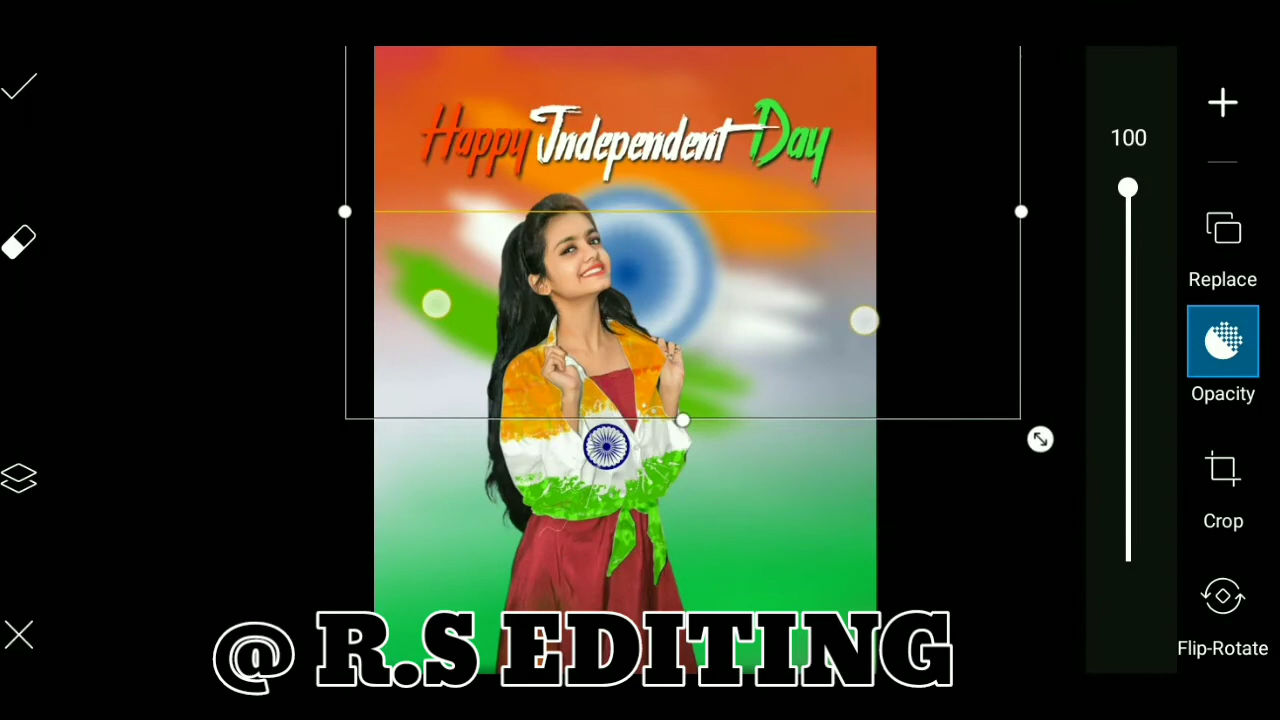 100
Happy Independent Day
Replace
Opacity
Crop
Flip-Rotate
@ R.S EDITING